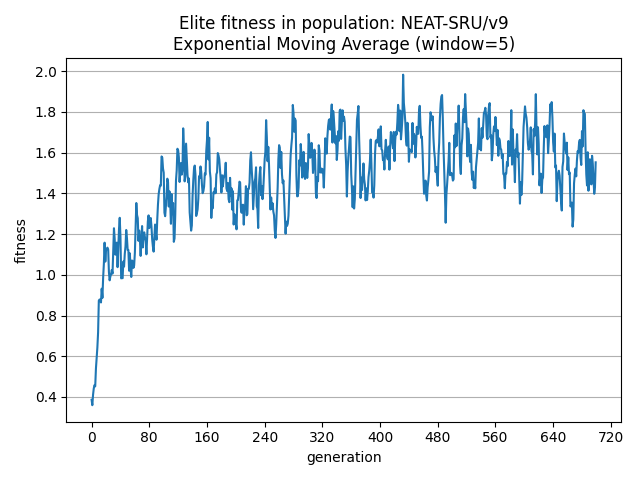 Elite fitness in population: NEAT-SRU/v9
Exponential Moving Average (window=5)
2.0
1.8
1.6
1.4
1.2
1.0
0.8
0.6
0.4
fitness
0 80 160 240 320 400 480 560 640 720
generation